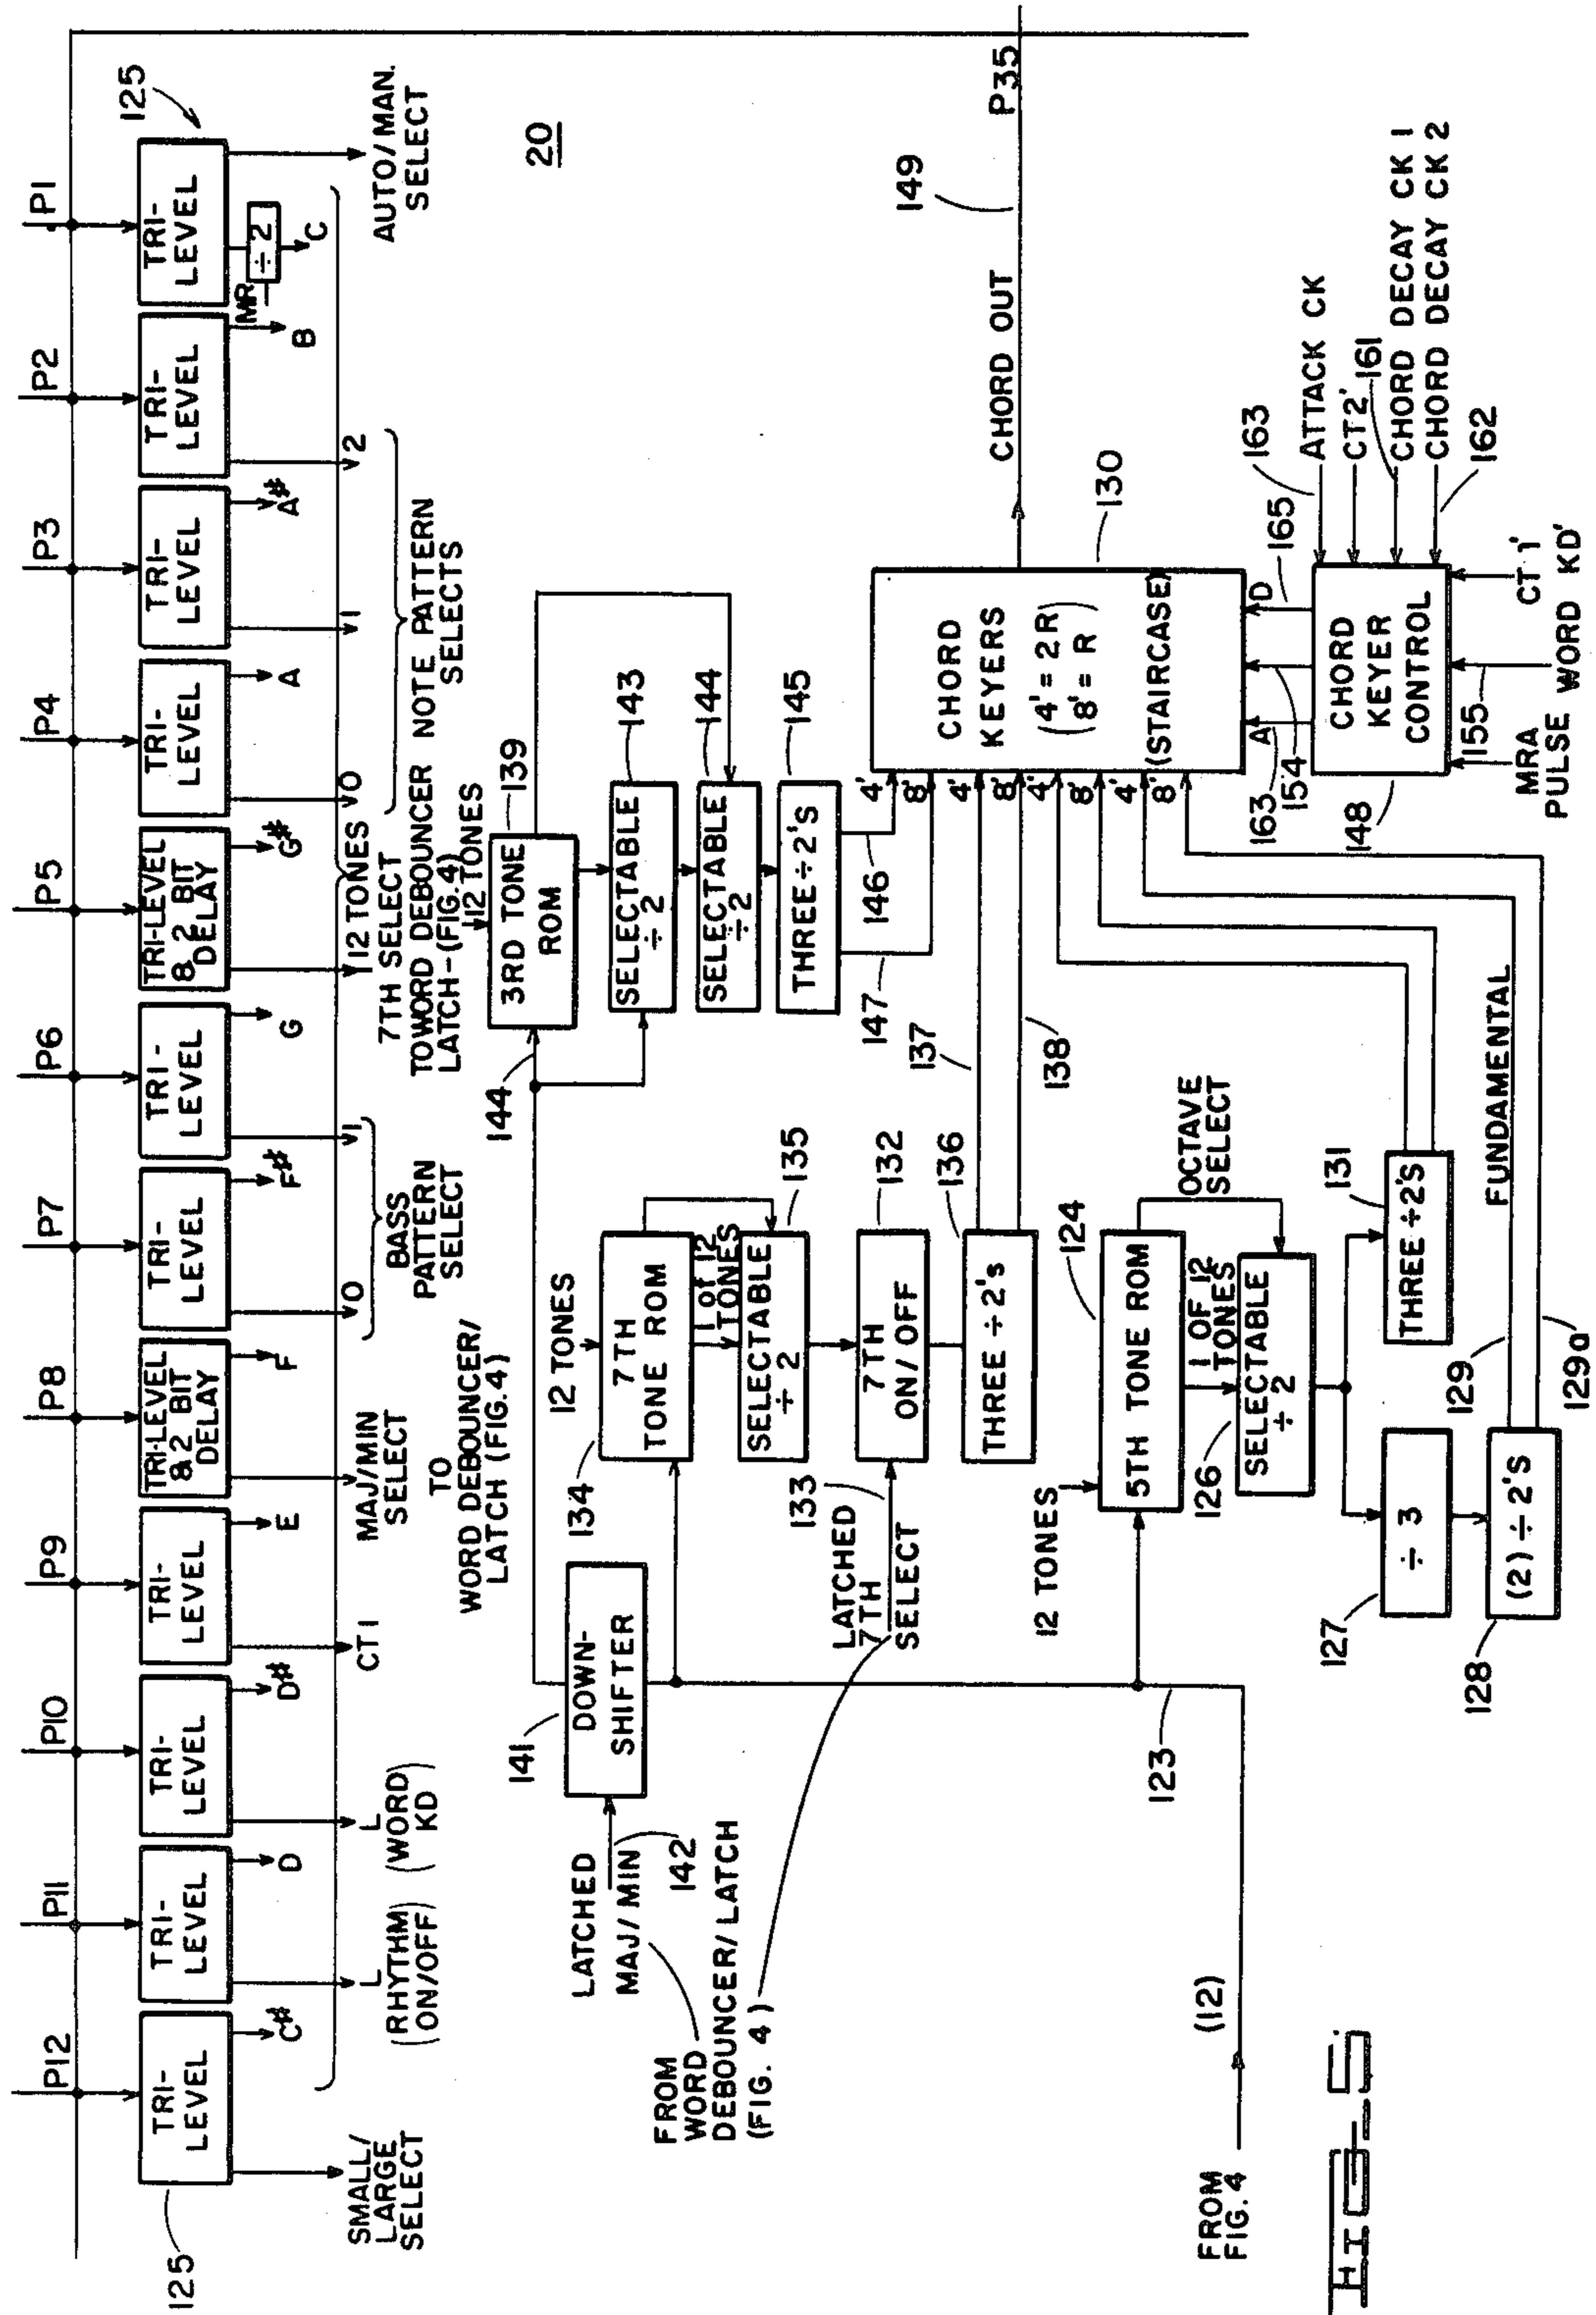 P12
P11
P10
P9
P8
P7
P6
P5
P4
P3
P2
P1
125
TRI-
LEVEL
TRI-
LEVEL
TRI-
LEVEL
TRI-
LEVEL
TRI-LEVEL
& 2 BIT
DELAY
TRI-
LEVEL
TRI-
LEVEL
TRI-LEVEL
& 2 BIT
DELAY
TRI-
LEVEL
TRI-
LEVEL
TRI-
LEVEL
TRI-
LEVEL
125
MR
÷ 2
C#
D
D#
E
F
F#
G
G#
A
A#
B
C
SMALL/
LARGE
SELECT
L
(RHYTHM
ON/OFF)
L
(WORD
KD)
CT1
MAJ/MIN
SELECT
TO
WORD DEBOUNCER/
LATCH (FIG.4)
0
1
BASS
PATTERN
SELECT
12 TONES
7TH SELECT
TO WORD DEBOUNCER
LATCH-(FIG.4)
0
1
2
NOTE PATTERN
SELECTS
AUTO/MAN.
SELECT
20
LATCHED
MAJ/MIN
142
FROM
WORD
DEBOUNCER/LATCH
(FIG. 4)
141
DOWN-
SHIFTER
144
12 TONES
139
3RD TONE
ROM
SELECTABLE
÷ 2
143
SELECTABLE
÷ 2
144
THREE ÷ 2'S
145
146
147
12 TONES
134
7TH
TONE ROM
1 of 12
TONES
SELECTABLE
÷ 2
135
LATCHED
7TH
SELECT
133
7TH
ON/OFF
132
THREE ÷ 2's
136
137
138
12 TONES
124
5TH TONE ROM
1 OF 12
TONES
OCTAVE
SELECT
126
SELECTABLE
÷ 2
127
÷ 3
THREE ÷ 2'S
131
128
(2) ÷ 2'S
129
129a
FUNDAMENTAL
123
FROM
FIG. 4
(12)
4'
8'
4'
8'
4'
8'
4'
8'
CHORD
KEYERS
(4' = 2R)
(8' = R)
(STAIRCASE)
130
CHORD OUT
149
P35
A
D
163
154
165
148
CHORD
KEYER
CONTROL
163
ATTACK CK
CT2'
161
CHORD DECAY CK 1
CHORD DECAY CK 2
162
MRA
PULSE
155
WORD KD'
CT 1'
FIG_5